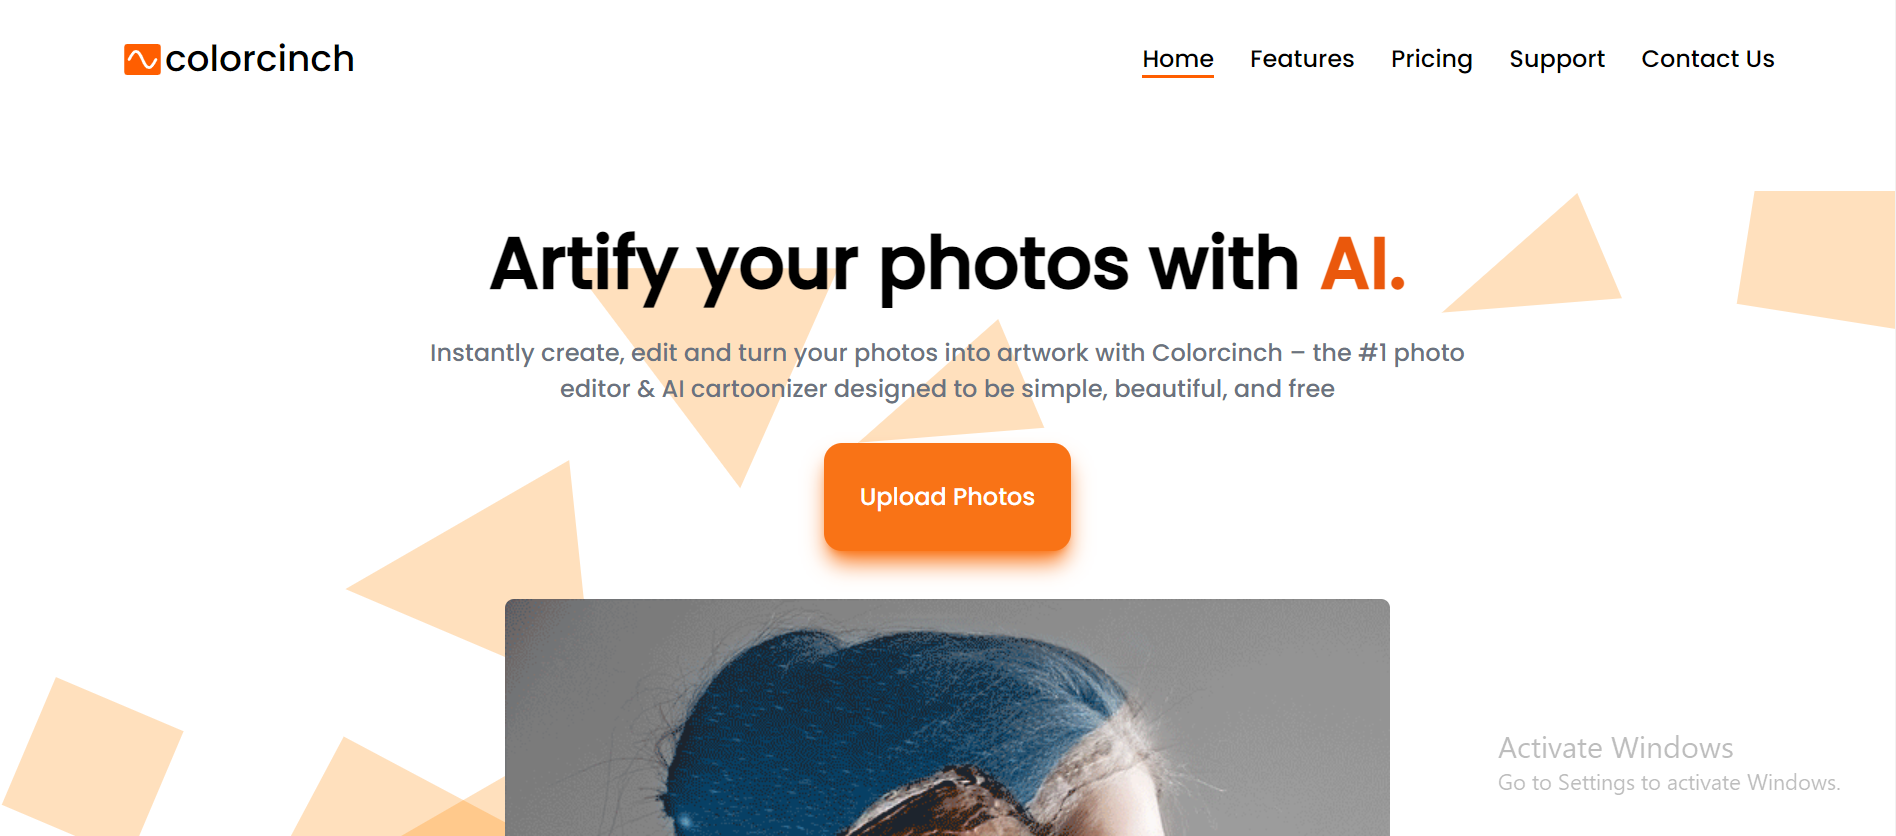 colorcinch
Home Features Pricing Support Contact Us
Artify your photos with AI.
Instantly create, edit and turn your photos into artwork with Colorcinch – the #1 photo
editor & AI cartoonizer designed to be simple, beautiful, and free
Upload Photos
Activate Windows
Go to Settings to activate Windows.